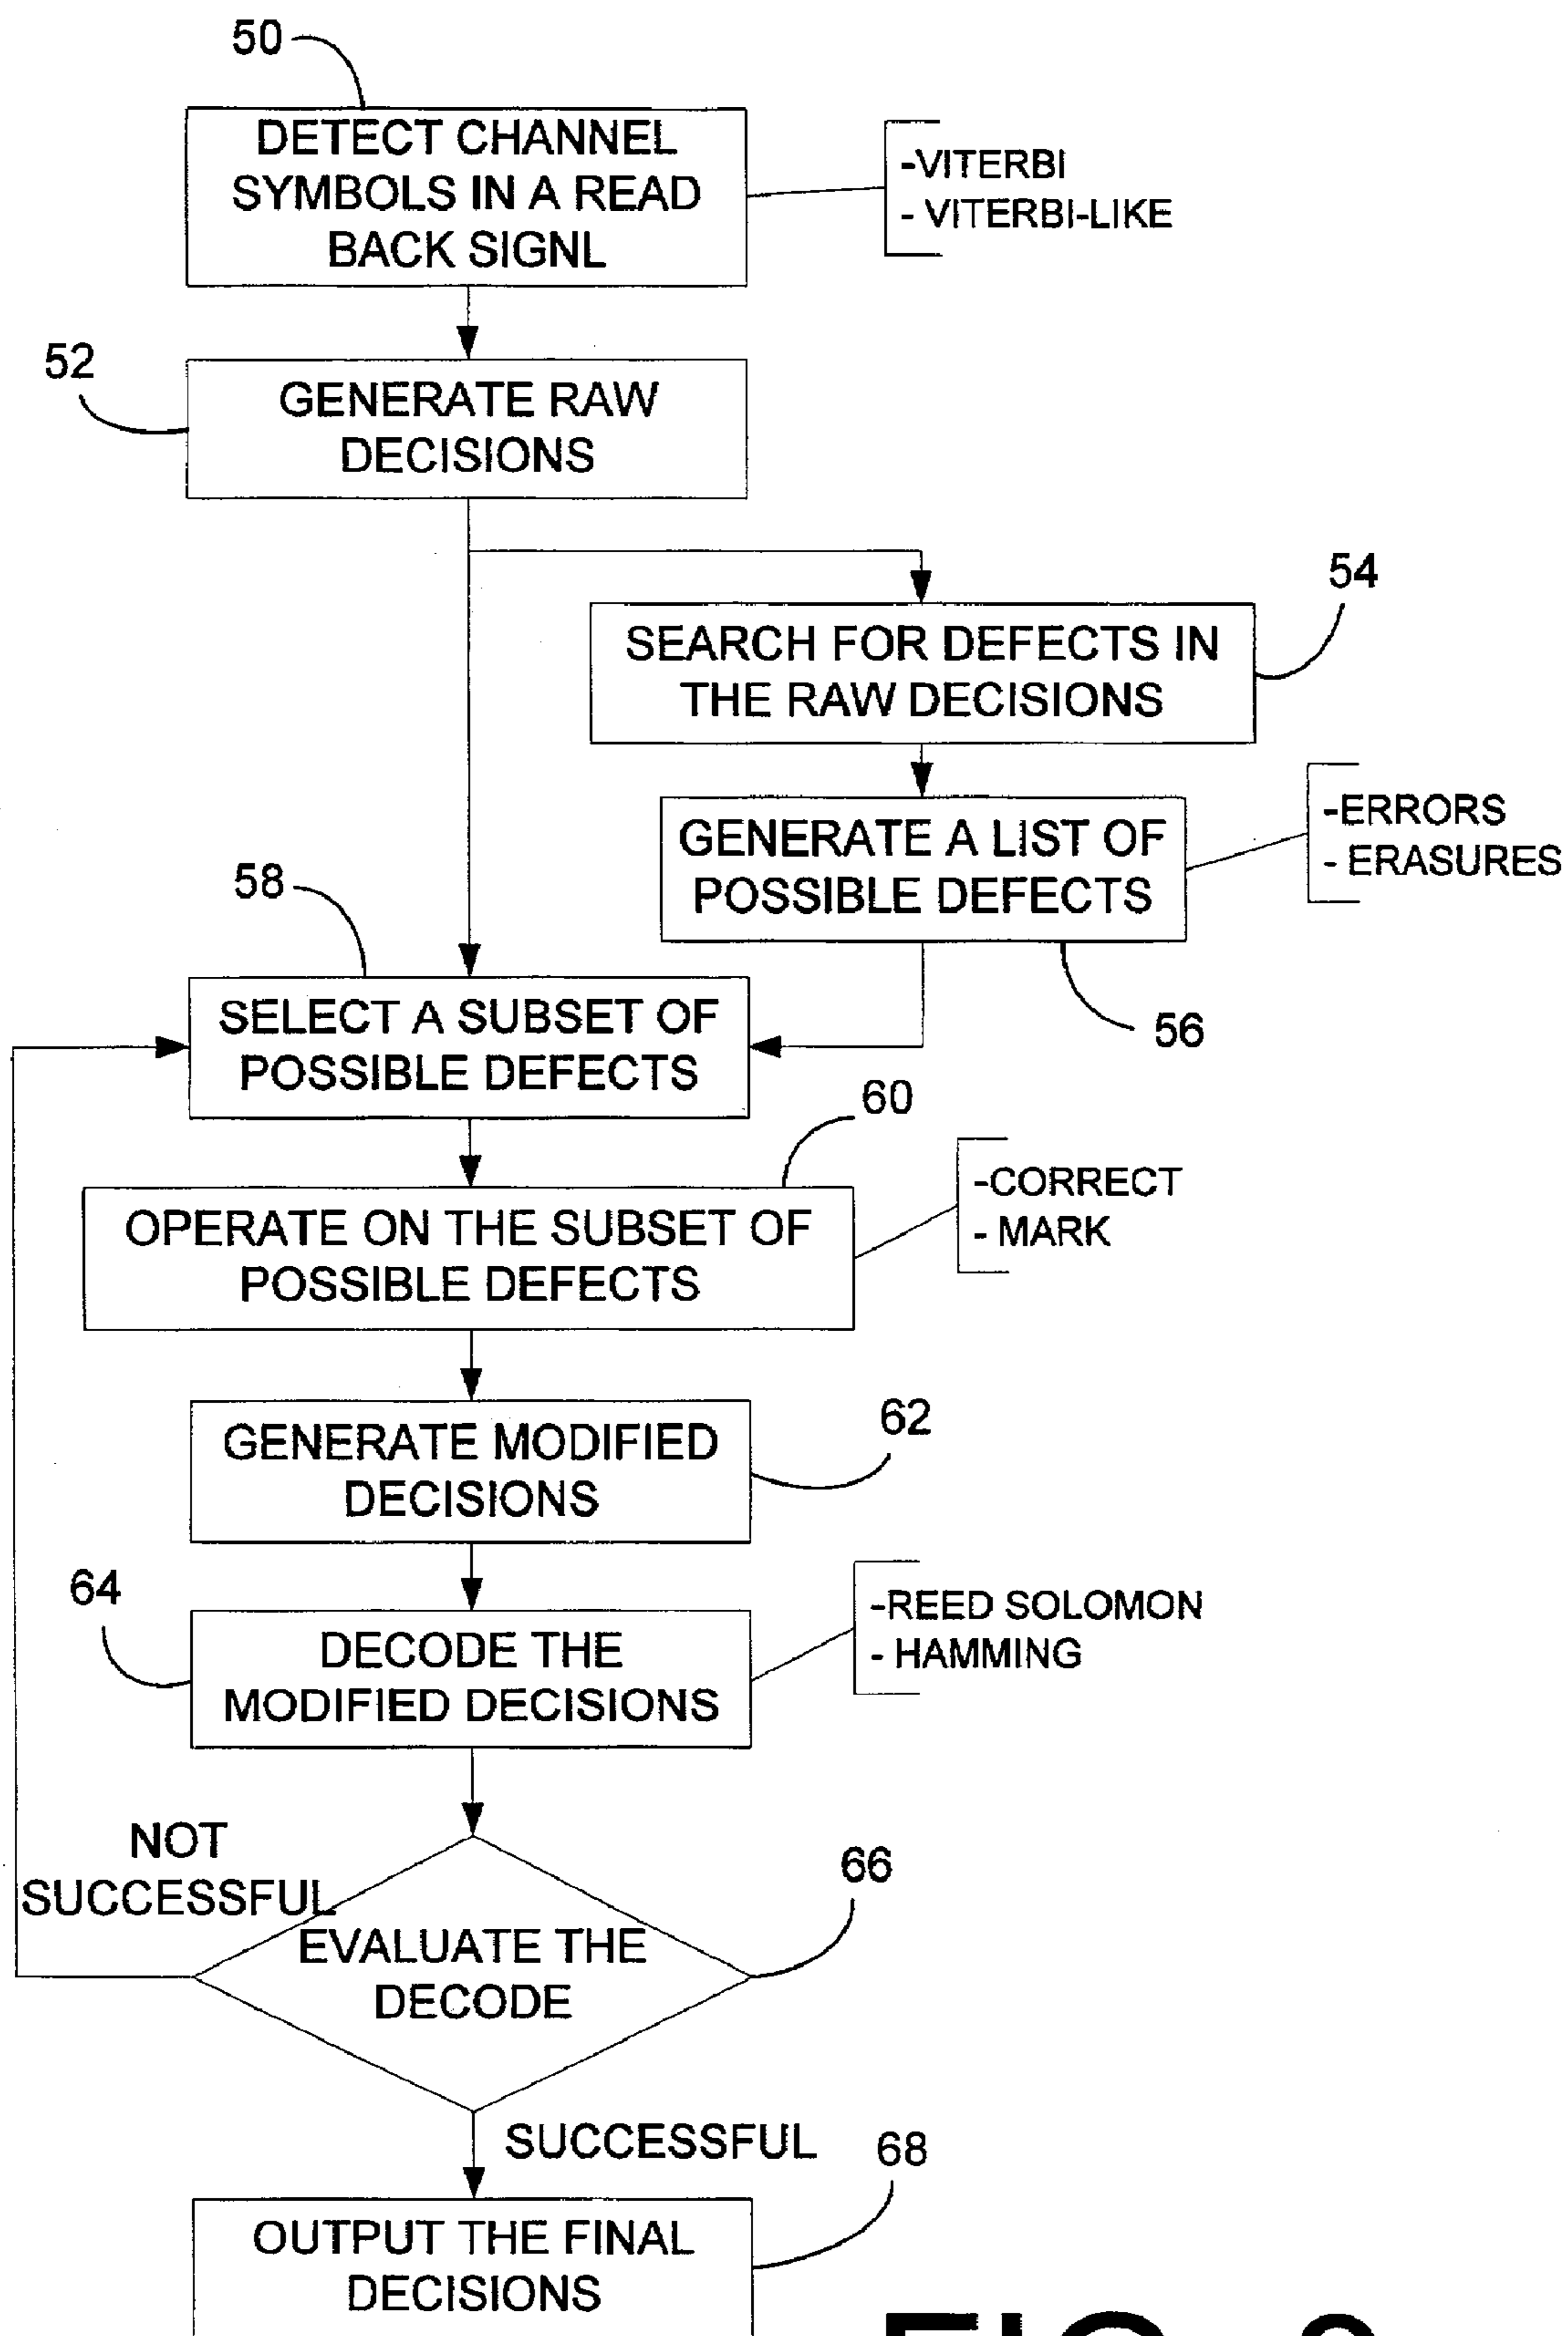 50
DETECT CHANNEL
SYMBOLS IN A READ
BACK SIGNL
-VITERBI
- VITERBI-LIKE
52
GENERATE RAW
DECISIONS
54
SEARCH FOR DEFECTS IN
THE RAW DECISIONS
GENERATE A LIST OF
POSSIBLE DEFECTS
-ERRORS
- ERASURES
56
58
SELECT A SUBSET OF
POSSIBLE DEFECTS
60
OPERATE ON THE SUBSET OF
POSSIBLE DEFECTS
-CORRECT
- MARK
62
GENERATE MODIFIED
DECISIONS
64
DECODE THE
MODIFIED DECISIONS
-REED SOLOMON
- HAMMING
NOT
SUCCESSFUL
66
EVALUATE THE
DECODE
SUCCESSFUL
68
OUTPUT THE FINAL
DECISIONS